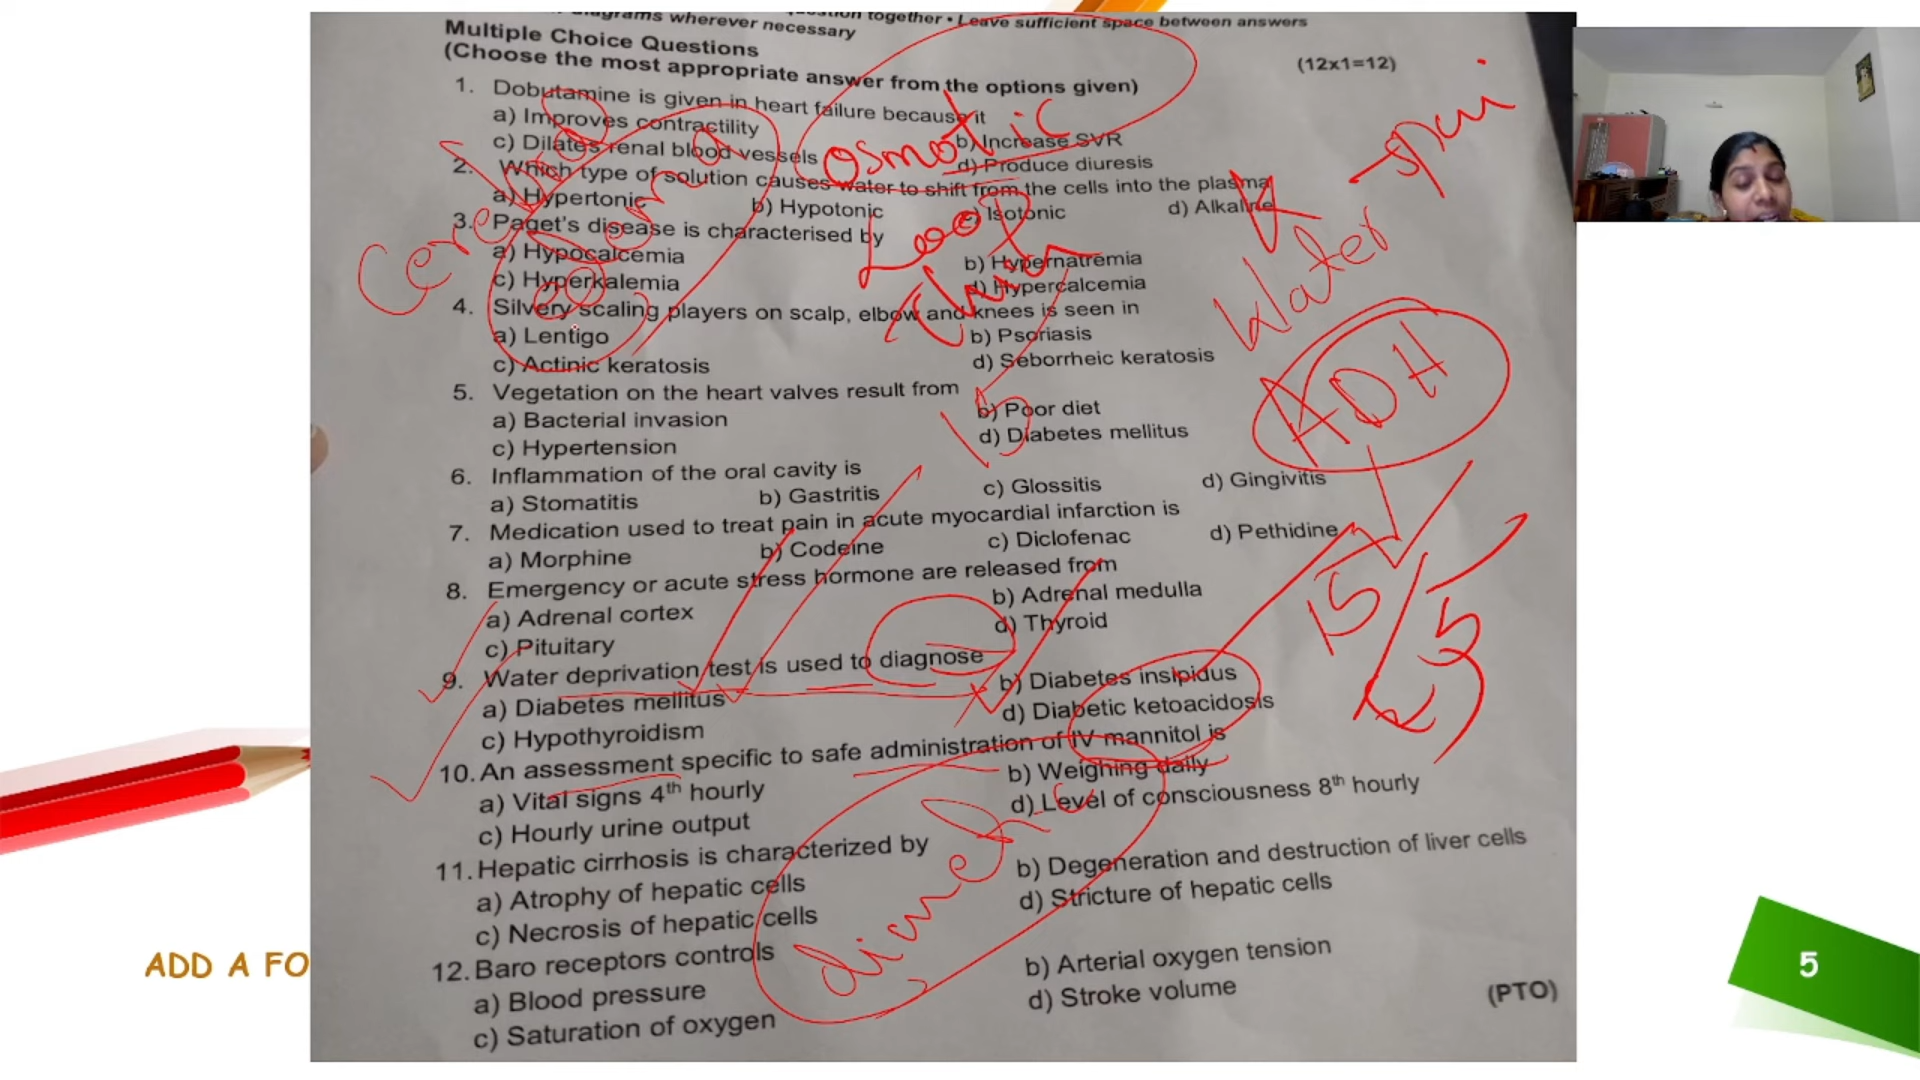 diagrams wherever necessary
question together • Leave sufficient space between answers
Multiple Choice Questions
(Choose the most appropriate answer from the options given)
(12x1=12)
1. Dobutamine is given in heart failure because it
a) Improves contractility
b) Increase SVR
c) Dilates renal blood vessels
d) Produce diuresis
2. Which type of solution causes water to shift from the cells into the plasma
a) Hypertonic b) Hypotonic c) Isotonic d) Alkaline
3. Paget's disease is characterised by
a) Hypocalcemia b) Hypernatremia
c) Hyperkalemia d) Hypercalcemia
4. Silvery scaling players on scalp, elbow and knees is seen in
a) Lentigo b) Psoriasis
c) Actinic keratosis d) Seborrheic keratosis
5. Vegetation on the heart valves result from
a) Bacterial invasion b) Poor diet
c) Hypertension d) Diabetes mellitus
6. Inflammation of the oral cavity is
a) Stomatitis b) Gastritis c) Glossitis d) Gingivitis
7. Medication used to treat pain in acute myocardial infarction is
a) Morphine b) Codeine c) Diclofenac d) Pethidine
8. Emergency or acute stress hormone are released from
a) Adrenal cortex b) Adrenal medulla
c) Pituitary d) Thyroid
9. Water deprivation test is used to diagnose
a) Diabetes mellitus b) Diabetes insipidus
c) Hypothyroidism d) Diabetic ketoacidosis
10. An assessment specific to safe administration of IV mannitol is
a) Vital signs 4th hourly b) Weighing daily
c) Hourly urine output d) Level of consciousness 8th hourly
11. Hepatic cirrhosis is characterized by
a) Atrophy of hepatic cells b) Degeneration and destruction of liver cells
c) Necrosis of hepatic cells d) Stricture of hepatic cells
12. Baro receptors controls
a) Blood pressure b) Arterial oxygen tension
c) Saturation of oxygen d) Stroke volume
(PTO)
Cerebral
edema
Osmotic
Loop
Water
ADH
15
15
5
diuretic
ADD A FO
5